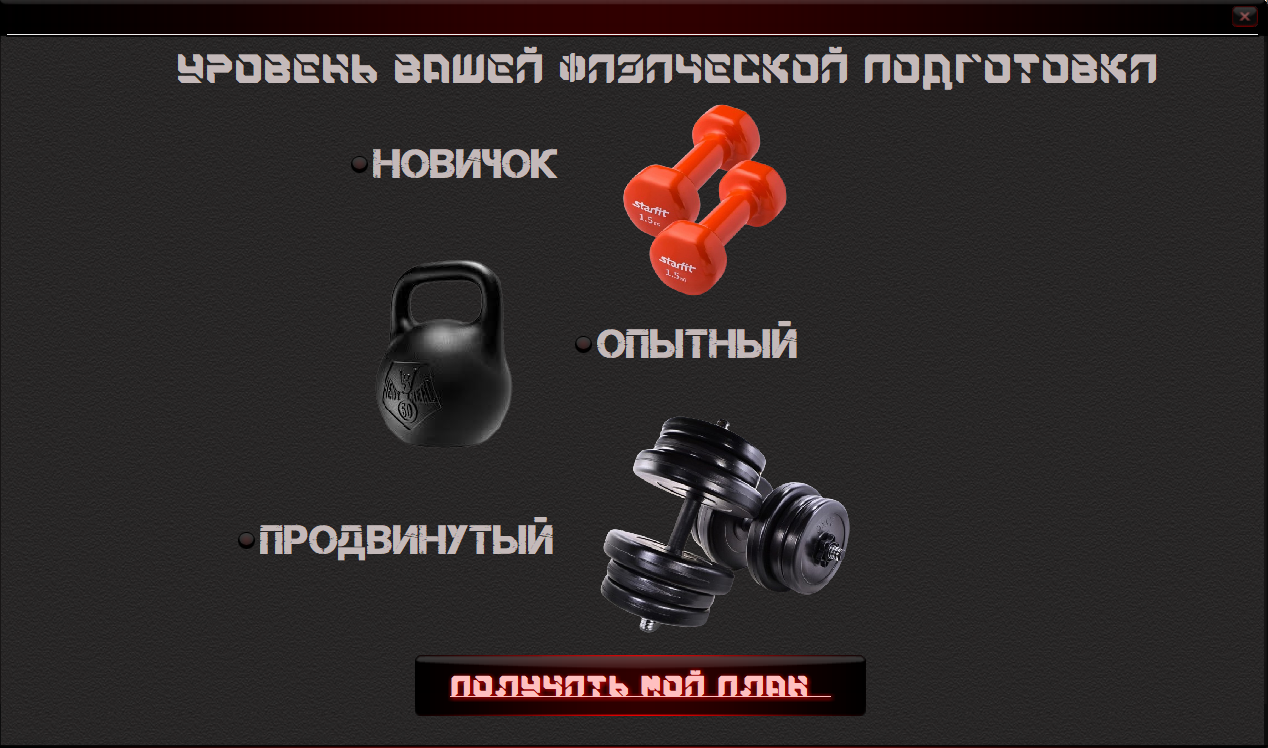 УРОВЕНЬ ВАШЕЙ ФИЗИЧЕСКОЙ ПОДГОТОВКИ
НОВИЧОК
starfit
1.5
starfit
1.5
ОПЫТНЫЙ
30
ПРОДВИНУТЫЙ
ПОЛУЧИТЬ МОЙ ПЛАН